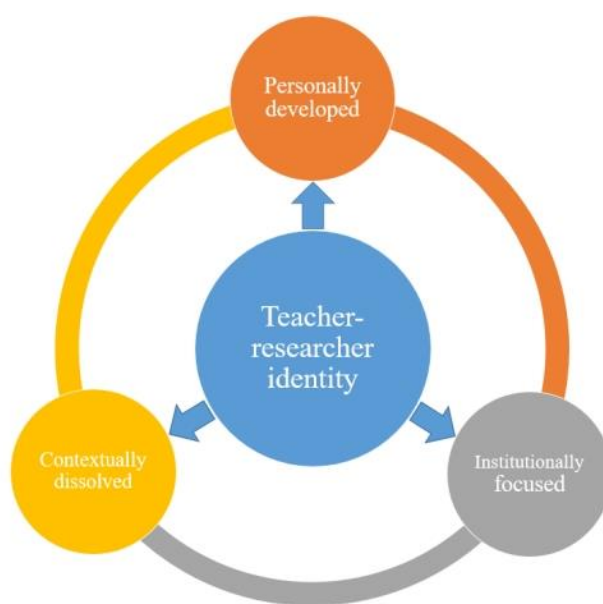 Personally
developed
Teacher-
researcher
identity
Contextually
dissolved
Institutionally
focused